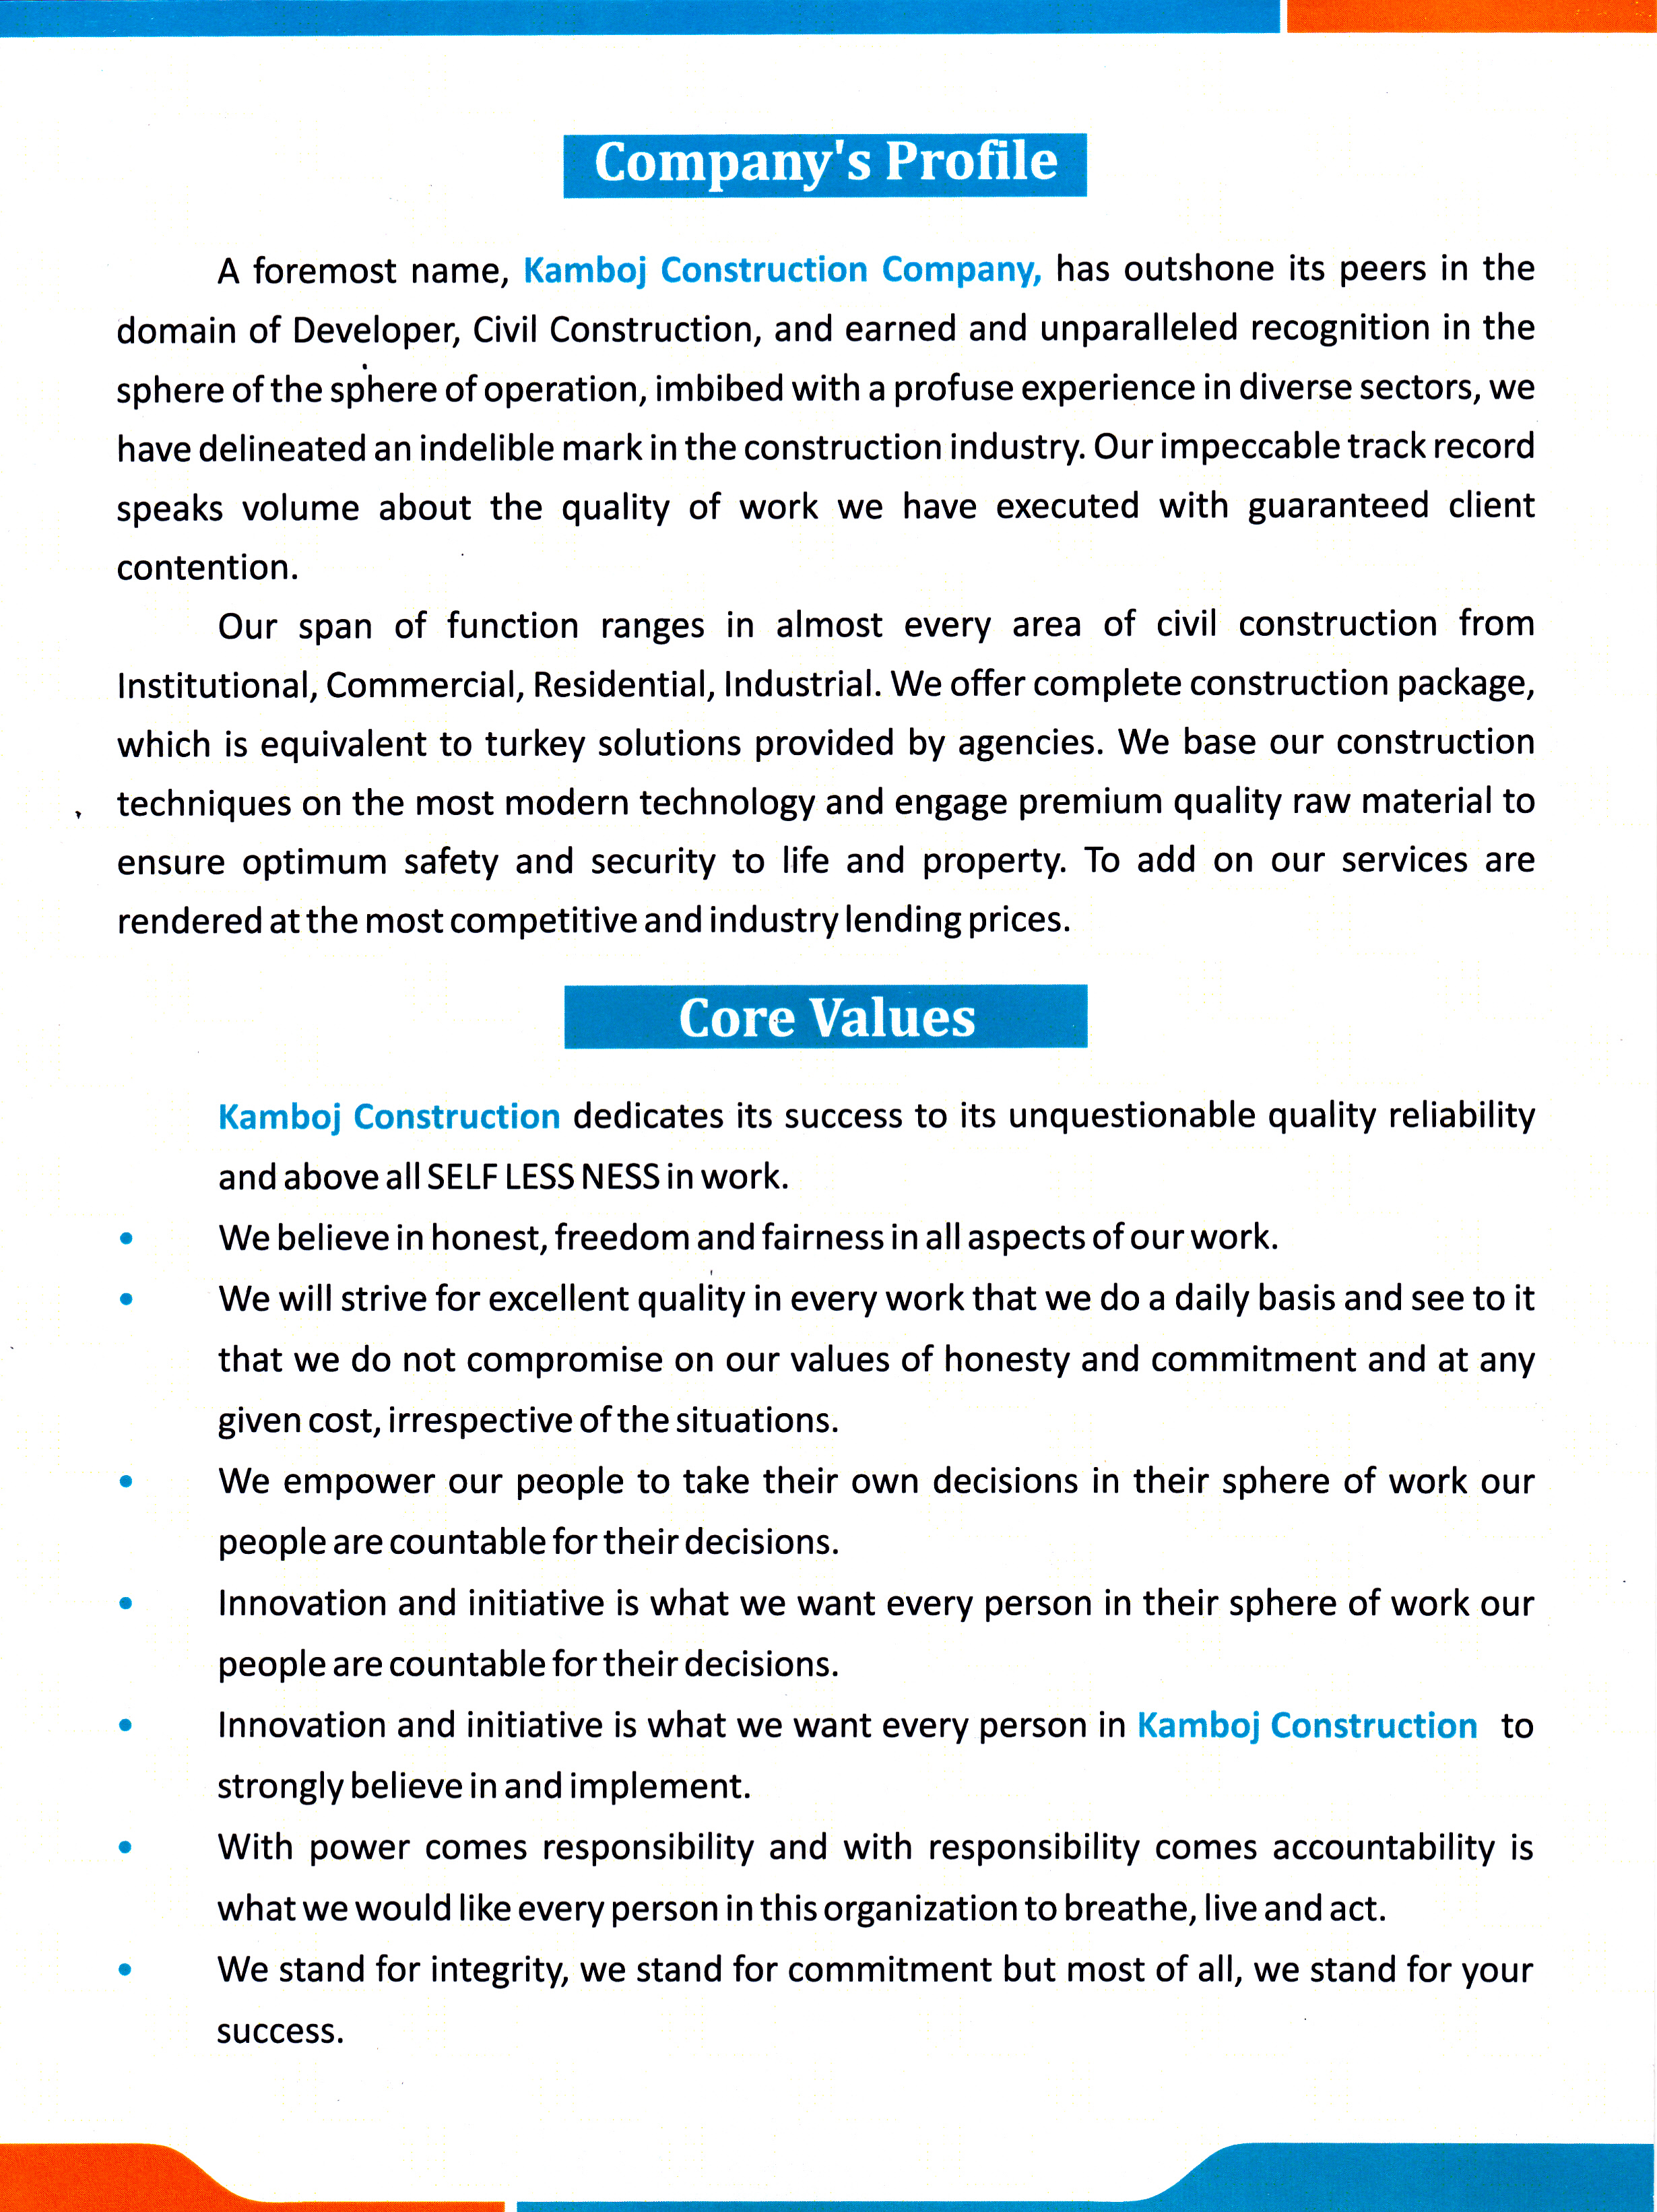 Company's Profile
A foremost name, Kamboj Construction Company, has outshone its peers in the
domain of Developer, Civil Construction, and earned and unparalleled recognition in the
sphere of the sphere of operation, imbibed with a profuse experience in diverse sectors, we
have delineated an indelible mark in the construction industry. Our impeccable track record
speaks volume about the quality of work we have executed with guaranteed client
contention.
Our span of function ranges in almost every area of civil construction from
Institutional, Commercial, Residential, Industrial. We offer complete construction package,
which is equivalent to turkey solutions provided by agencies. We base our construction
techniques on the most modern technology and engage premium quality raw material to
ensure optimum safety and security to life and property. To add on our services are
rendered at the most competitive and industry lending prices.
Core Values
Kamboj Construction dedicates its success to its unquestionable quality reliability
and above all SELF LESS NESS in work.
• We believe in honest, freedom and fairness in all aspects of our work.
• We will strive for excellent quality in every work that we do a daily basis and see to it
that we do not compromise on our values of honesty and commitment and at any
given cost, irrespective of the situations.
• We empower our people to take their own decisions in their sphere of work our
people are countable for their decisions.
• Innovation and initiative is what we want every person in their sphere of work our
people are countable for their decisions.
• Innovation and initiative is what we want every person in Kamboj Construction to
strongly believe in and implement.
• With power comes responsibility and with responsibility comes accountability is
what we would like every person in this organization to breathe, live and act.
• We stand for integrity, we stand for commitment but most of all, we stand for your
success.